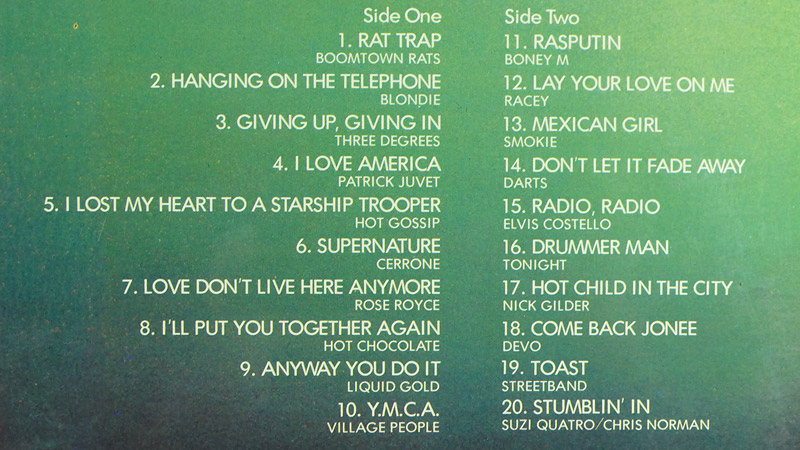 Side One
1. RAT TRAP
BOOMTOWN RATS
2. HANGING ON THE TELEPHONE
BLONDIE
3. GIVING UP, GIVING IN
THREE DEGREES
4. I LOVE AMERICA
PATRICK JUVET
5. I LOST MY HEART TO A STARSHIP TROOPER
HOT GOSSIP
6. SUPERNATURE
CERRONE
7. LOVE DON'T LIVE HERE ANYMORE
ROSE ROYCE
8. I'LL PUT YOU TOGETHER AGAIN
HOT CHOCOLATE
9. ANYWAY YOU DO IT
LIQUID GOLD
10. Y.M.C.A.
VILLAGE PEOPLE
Side Two
11. RASPUTIN
BONEY M
12. LAY YOUR LOVE ON ME
RACEY
13. MEXICAN GIRL
SMOKIE
14. DON'T LET IT FADE AWAY
DARTS
15. RADIO, RADIO
ELVIS COSTELLO
16. DRUMMER MAN
TONIGHT
17. HOT CHILD IN THE CITY
NICK GILDER
18. COME BACK JONEE
DEVO
19. TOAST
STREETBAND
20. STUMBLIN' IN
SUZI QUATRO/CHRIS NORMAN